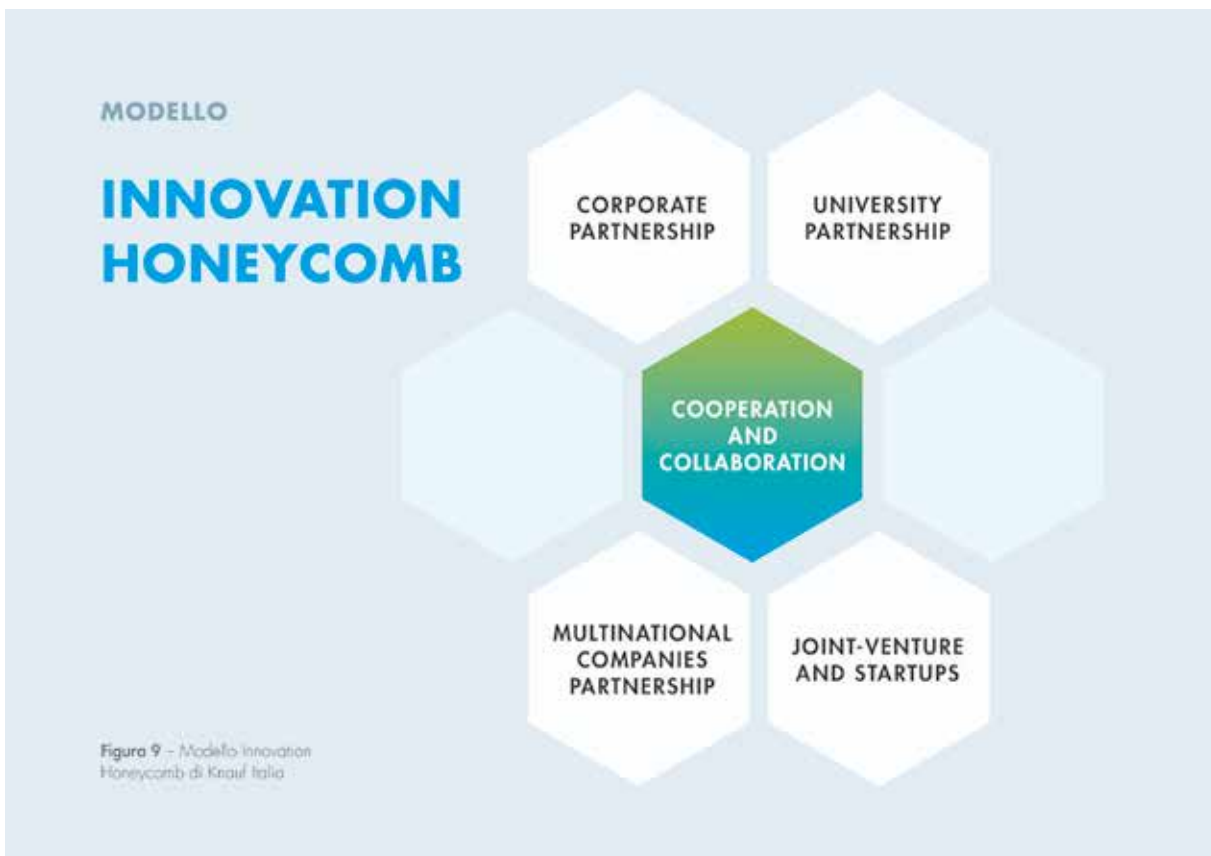 MODELLO
INNOVATION
HONEYCOMB
CORPORATE
PARTNERSHIP
UNIVERSITY
PARTNERSHIP
COOPERATION
AND
COLLABORATION
MULTINATIONAL
COMPANIES
PARTNERSHIP
JOINT-VENTURE
AND STARTUPS
Figura 9 – Modello Innovation
Honeycomb di Knauf Italia